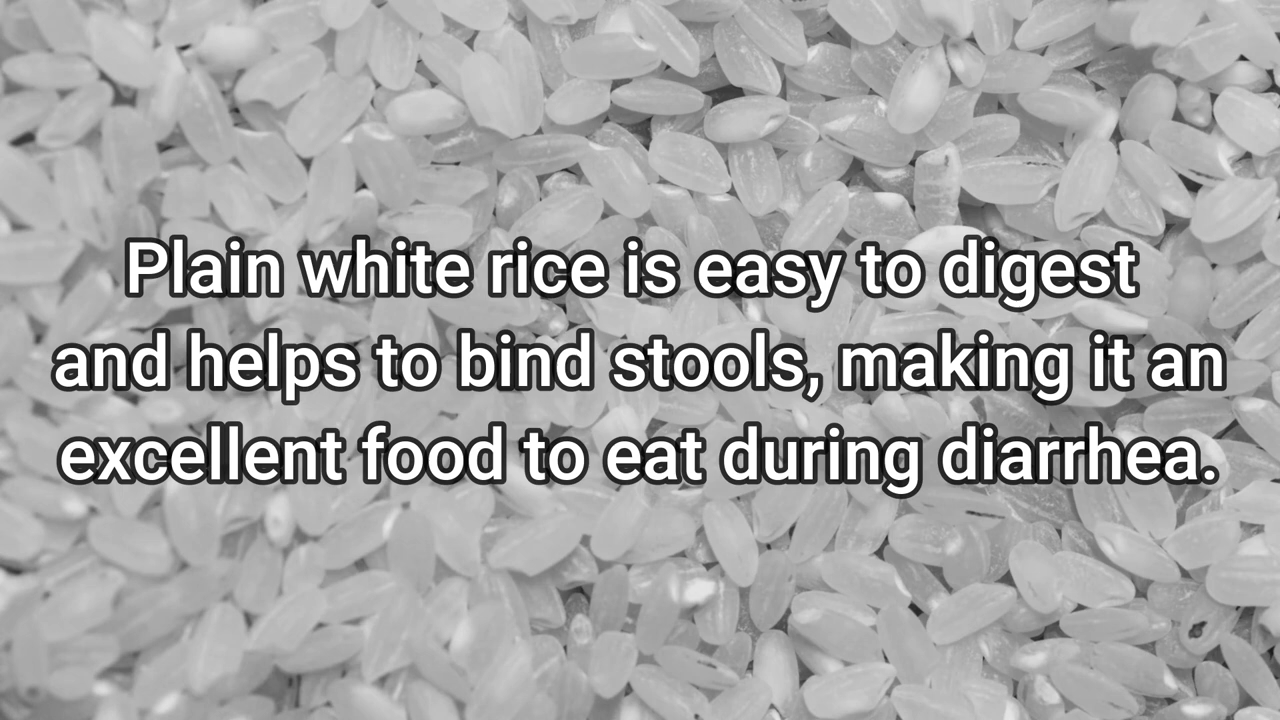 Plain white rice is easy to digest
and helps to bind stools, making it an
excellent food to eat during diarrhea.